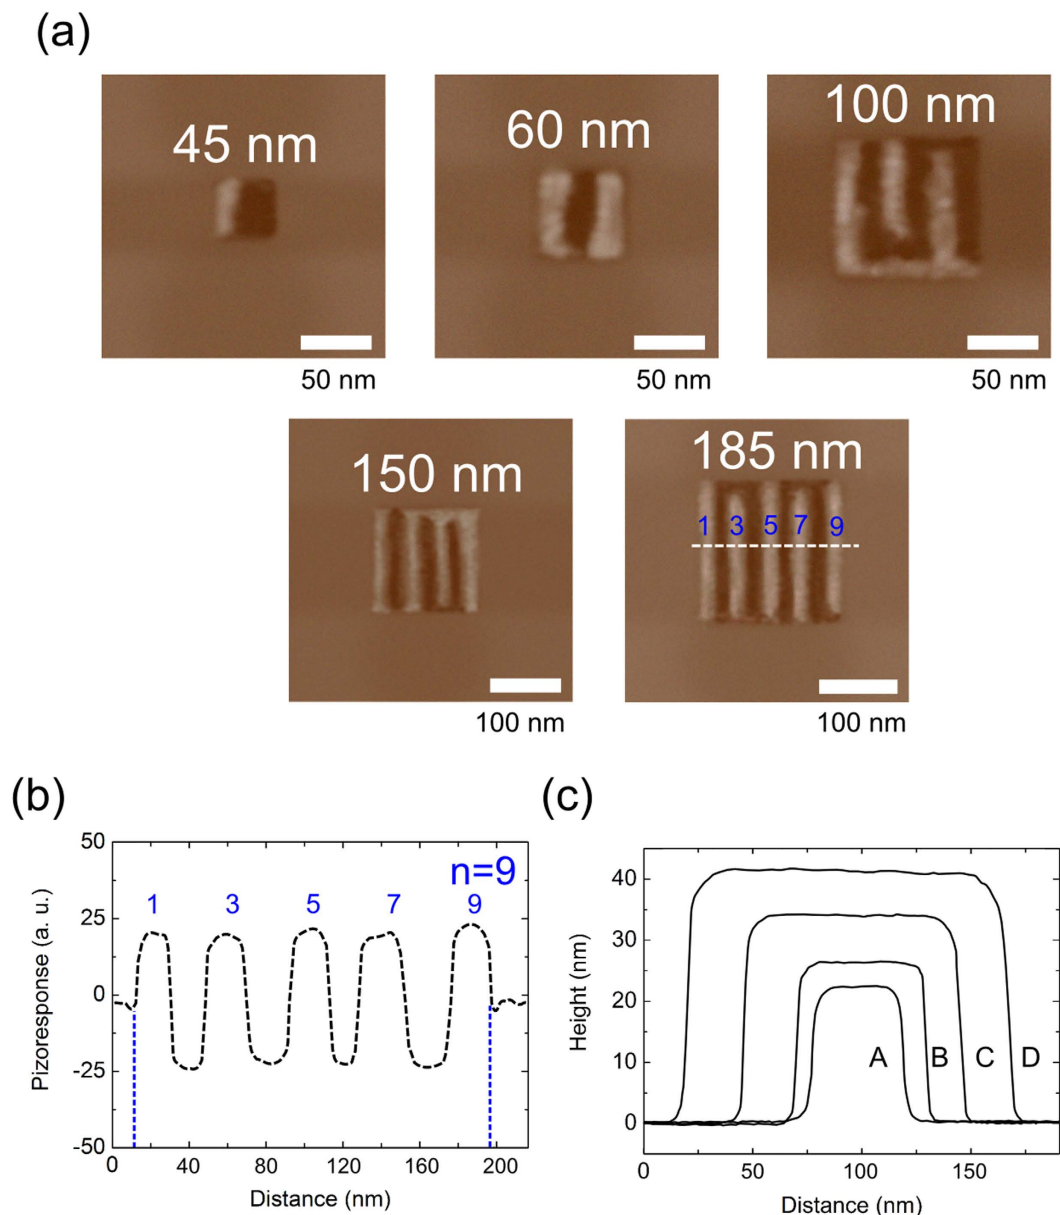 (a)
45 nm
60 nm
100 nm
50 nm
50 nm
50 nm
150 nm
185 nm
1 3 5 7 9
100 nm
100 nm
(b)
(c)
50
25
0
-25
-50
Pizoresponse (a. u.)
n=9
1 3 5 7 9
0 40 80 120 160 200
Distance (nm)
40
30
20
10
0
Height (nm)
A B C D
0 50 100 150
Distance (nm)